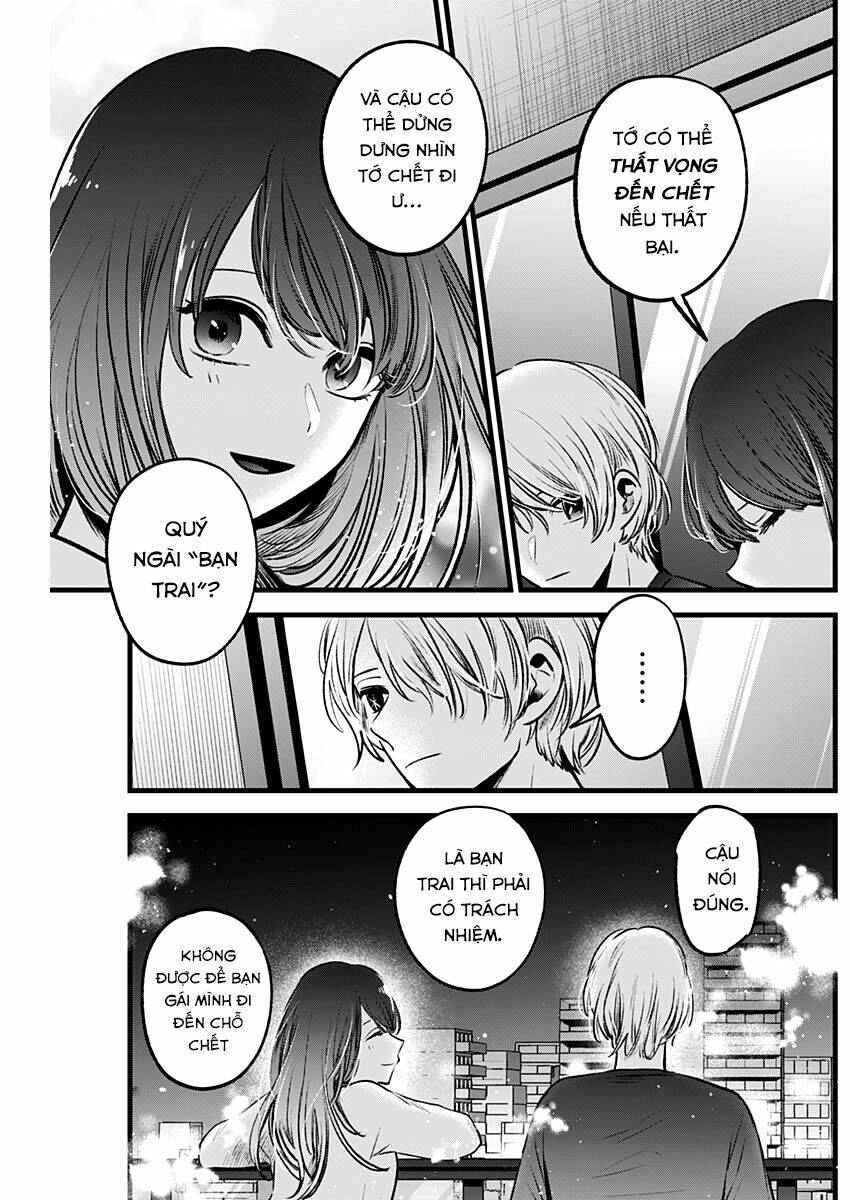 TỚ CÓ THỂ
THẤT VỌNG
ĐẾN CHẾT
NẾU THẤT
BẠI.
VÀ CẬU CÓ
THỂ DỬNG
DƯNG NHÌN
TỚ CHẾT ĐI
Ư...
QUÝ
NGÀI "BẠN
TRAI"?
......
CẬU
NÓI
ĐÚNG.
LÀ BẠN
TRAI THÌ PHẢI
CÓ TRÁCH
NHIỆM.
KHÔNG
ĐƯỢC ĐỂ BẠN
GÁI MÌNH ĐI
ĐẾN CHỖ
CHẾT